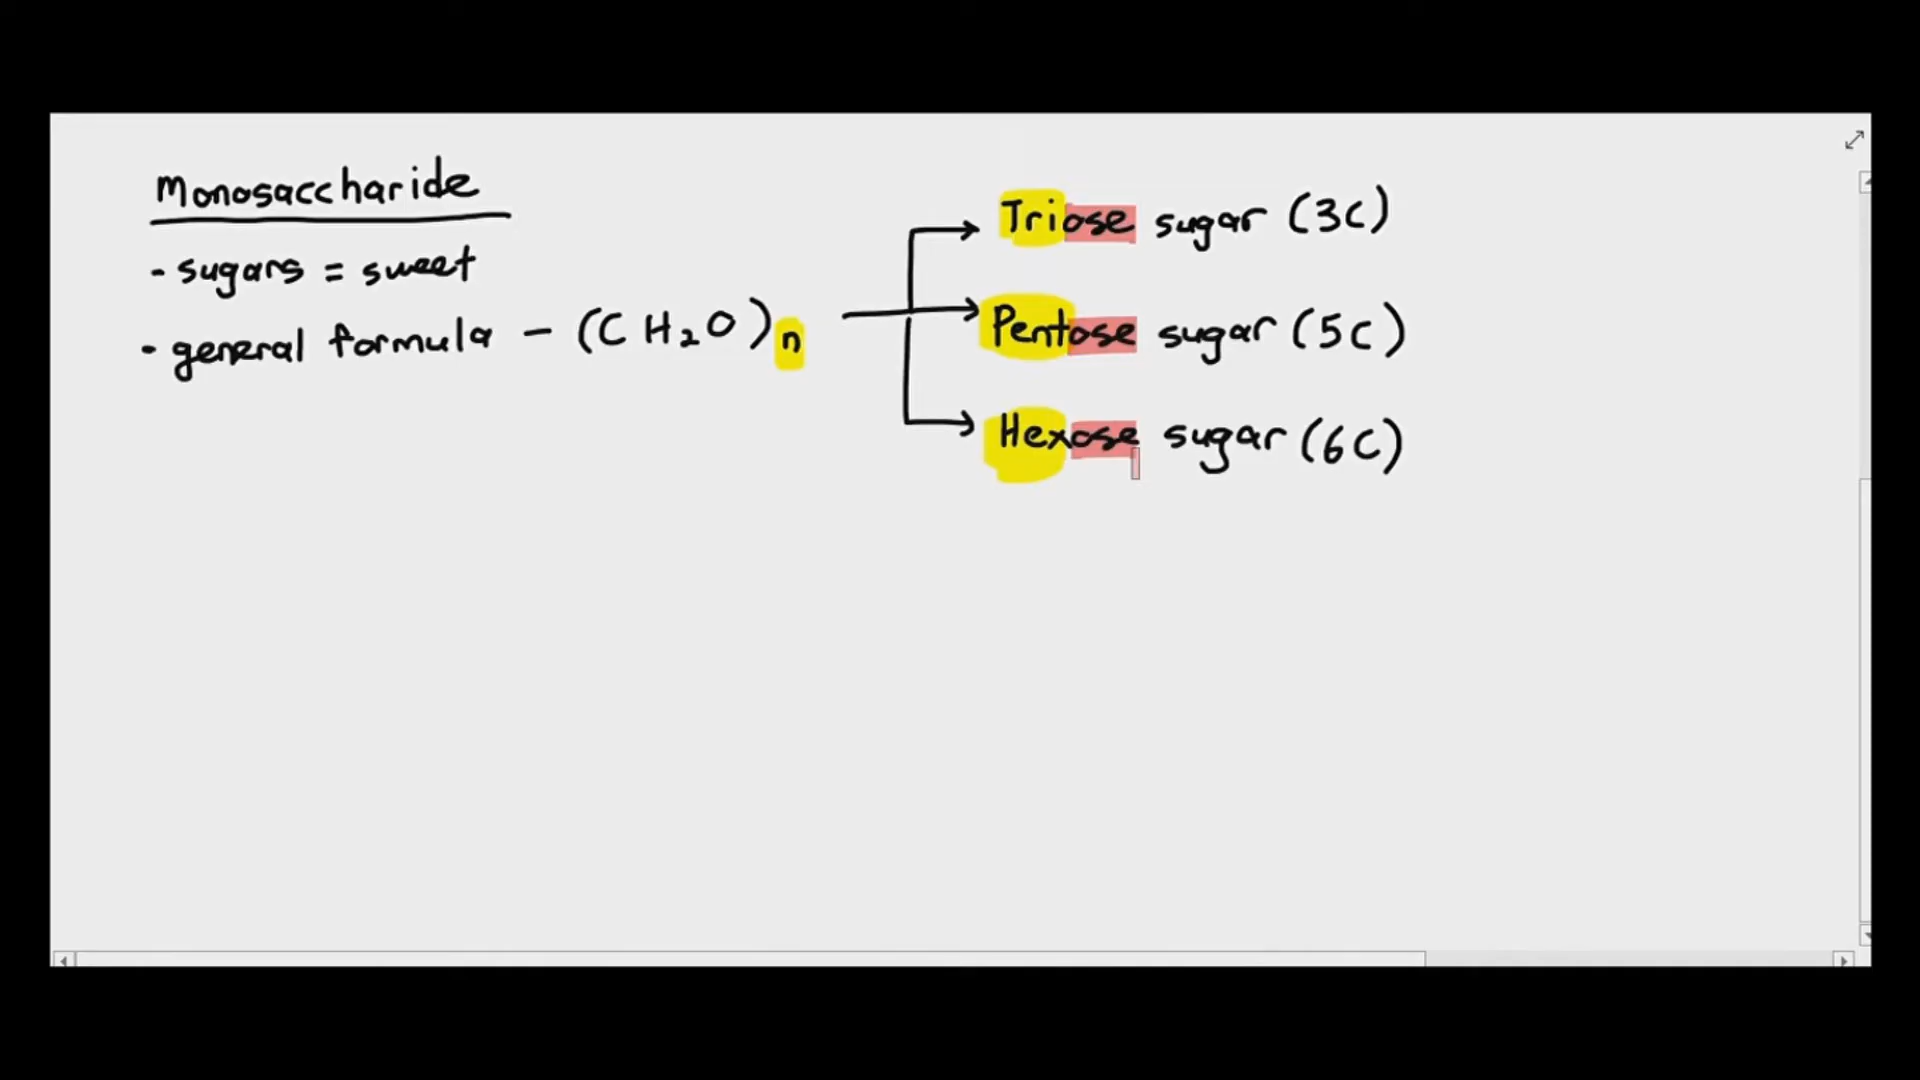 Monosaccharide
- sugars = sweet
- general formula - (CH₂O)n
Triose sugar (3C)
Pentose sugar (5C)
Hexose sugar (6C)